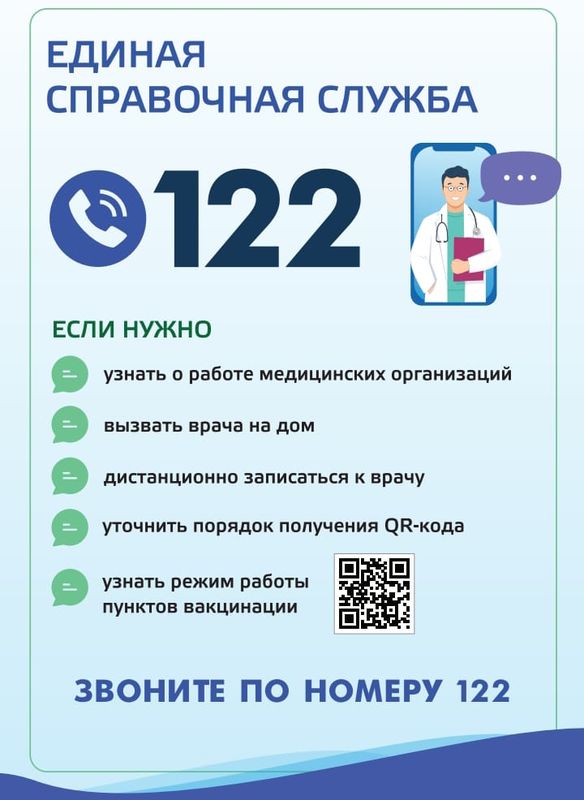 ЕДИНАЯ
СПРАВОЧНАЯ СЛУЖБА
122
ЕСЛИ НУЖНО
узнать о работе медицинских организаций
вызвать врача на дом
дистанционно записаться к врачу
уточнить порядок получения QR-кода
узнать режим работы
пунктов вакцинации
ЗВОНИТЕ ПО НОМЕРУ 122